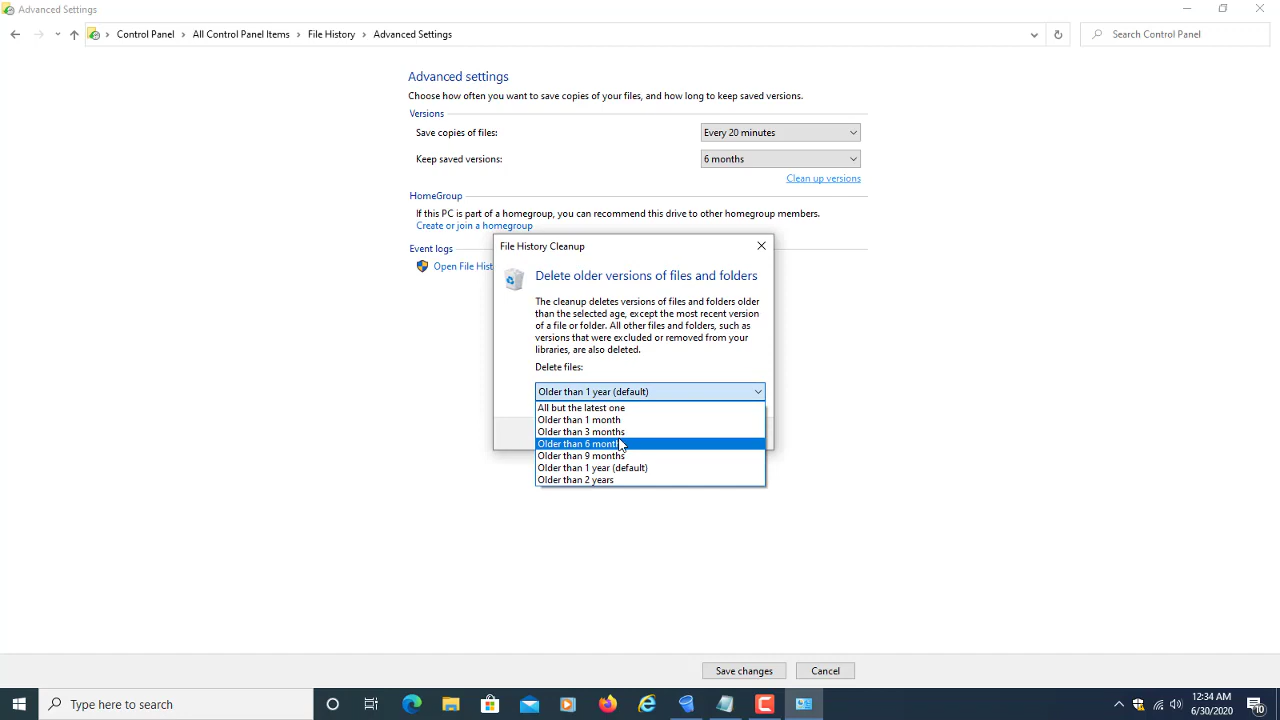 Advanced Settings
Control Panel
All Control Panel Items
File History
Advanced Settings
Search Control Panel
Advanced settings
Choose how often you want to save copies of your files, and how long to keep saved versions.
Versions
Save copies of files:
Every 20 minutes
Keep saved versions:
6 months
Clean up versions
HomeGroup
If this PC is part of a homegroup, you can recommend this drive to other homegroup members.
Create or join a homegroup
Event logs
Open File Hist
File History Cleanup
Delete older versions of files and folders
The cleanup deletes versions of files and folders older
than the selected age, except the most recent version
of a file or folder. All other files and folders, such as
versions that were excluded or removed from your
libraries, are also deleted.
Delete files:
Older than 1 year (default)
All but the latest one
Older than 1 month
Older than 3 months
Older than 6 months
Older than 9 months
Older than 1 year (default)
Older than 2 years
Save changes
Cancel
Type here to search
12:34 AM
6/30/2020
10